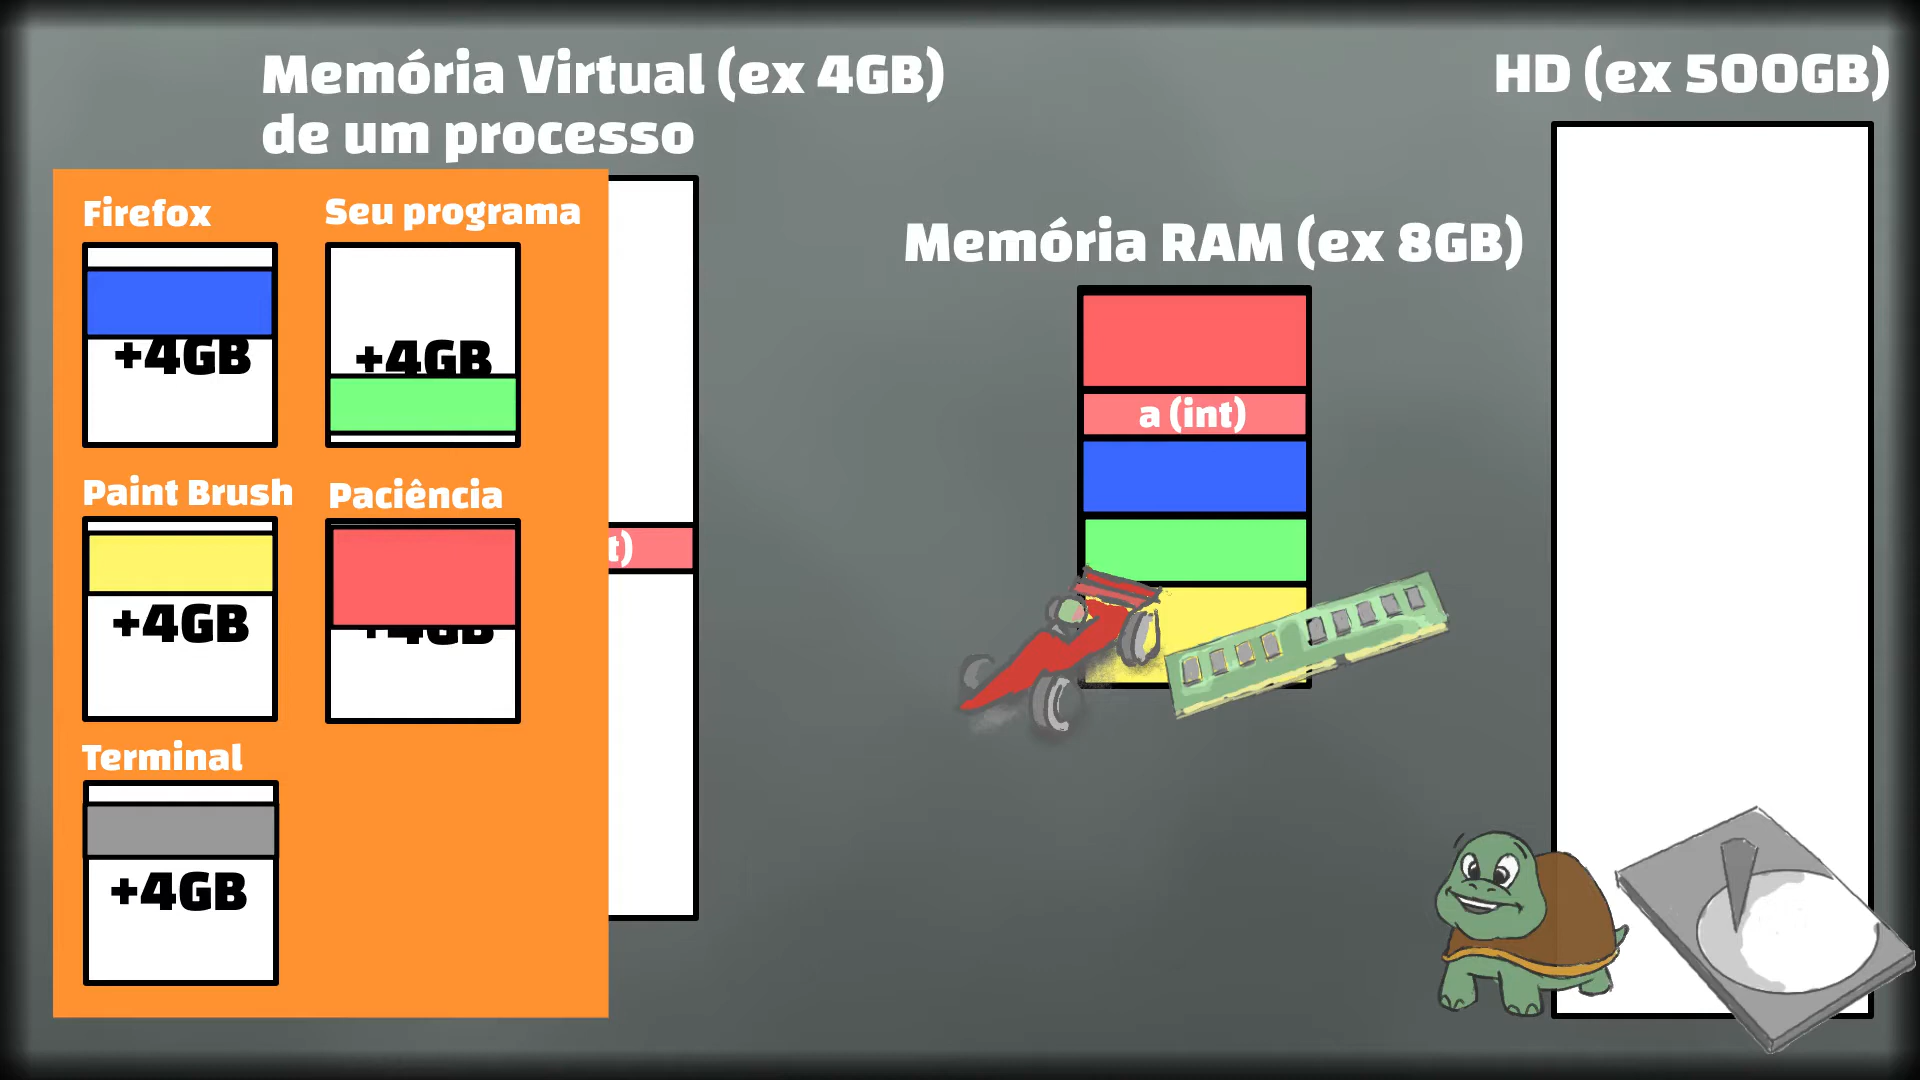 Memória Virtual (ex 4GB)
de um processo
HD (ex 500GB)
Firefox
Seu programa
+4GB
+4GB
Memória RAM (ex 8GB)
a (int)
Paint Brush
Paciência
t)
+4GB
+4GB
Terminal
+4GB